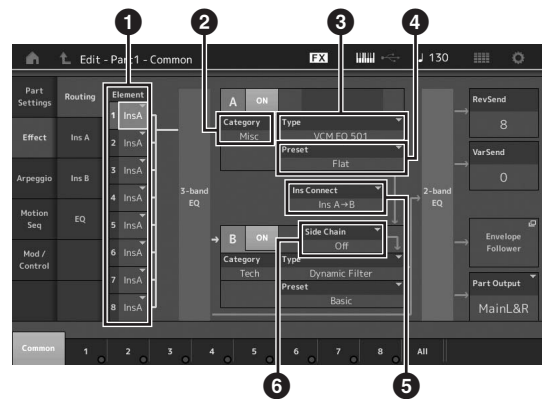 1 2 3 4
Edit - Part1 - Common FX 130
Part Settings Routing Element A ON RevSend
1 InsA Category Type 8
Misc VCM EQ 501
Effect Ins A 2 InsA Preset VarSend
Flat 0
Arpeggio Ins B 3 InsA 3-band EQ Ins Connect 2-band EQ
4 InsA Ins A→B
Motion Seq EQ 5 InsA B ON Side Chain Envelope Follower
Off
Mod / Control 6 InsA Category Type
Tech Dynamic Filter
7 InsA Preset Part Output
8 InsA Basic MainL&R
Common 1 2 3 4 5 6 7 8 All
6 5